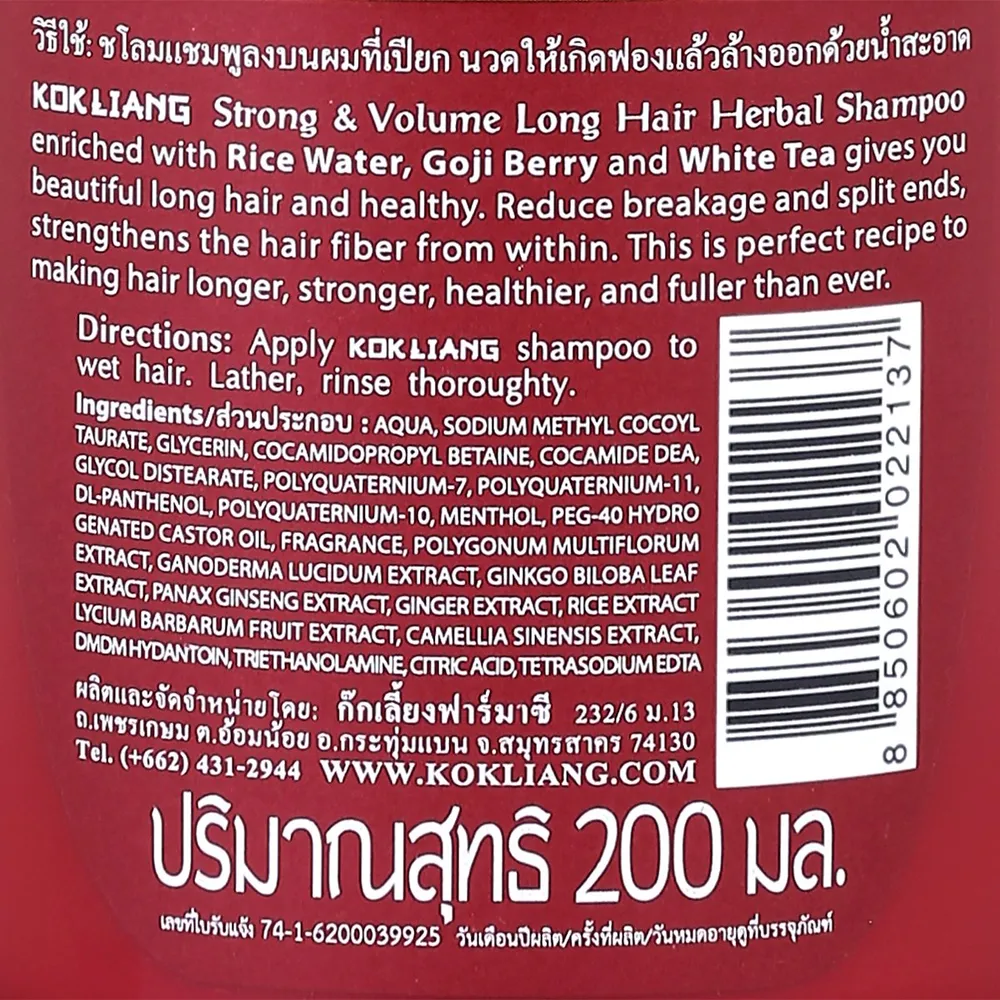 วิธีใช้: ชโลมแชมพูลงบนผมที่เปียก นวดให้เกิดฟองแล้วล้างออกด้วยน้ำสะอาด
KOKLIANG Strong & Volume Long Hair Herbal Shampoo
enriched with Rice Water, Goji Berry and White Tea gives you
beautiful long hair and healthy. Reduce breakage and split ends,
strengthens the hair fiber from within. This is perfect recipe to
making hair longer, stronger, healthier, and fuller than ever.
Directions: Apply KOKLIANG shampoo to
wet hair. Lather, rinse thoroughty.
Ingredients/ส่วนประกอบ : AQUA, SODIUM METHYL COCOYL
TAURATE, GLYCERIN, COCAMIDOPROPYL BETAINE, COCAMIDE DEA,
GLYCOL DISTEARATE, POLYQUATERNIUM-7, POLYQUATERNIUM-11,
DL-PANTHENOL, POLYQUATERNIUM-10, MENTHOL, PEG-40 HYDRO
GENATED CASTOR OIL, FRAGRANCE, POLYGONUM MULTIFLORUM
EXTRACT, GANODERMA LUCIDUM EXTRACT, GINKGO BILOBA LEAF
EXTRACT, PANAX GINSENG EXTRACT, GINGER EXTRACT, RICE EXTRACT
LYCIUM BARBARUM FRUIT EXTRACT, CAMELLIA SINENSIS EXTRACT,
DMDM HYDANTOIN, TRIETHANOLAMINE, CITRIC ACID, TETRASODIUM EDTA
8 850602 022137
ผลิตและจัดจำหน่ายโดย: ก๊กเลี้ยงฟาร์มาซี 232/6 ม.13
ถ.เพชรเกษม ต.อ้อมน้อย อ.กระทุ่มแบน จ.สมุทรสาคร 74130
Tel. (+662) 431-2944 WWW.KOKLIANG.COM
ปริมาณสุทธิ 200 มล.
เลขที่ใบรับแจ้ง 74-1-6200039925 วันเดือนปีผลิต/ครั้งที่ผลิต/วันหมดอายุดูที่บรรจุภัณฑ์